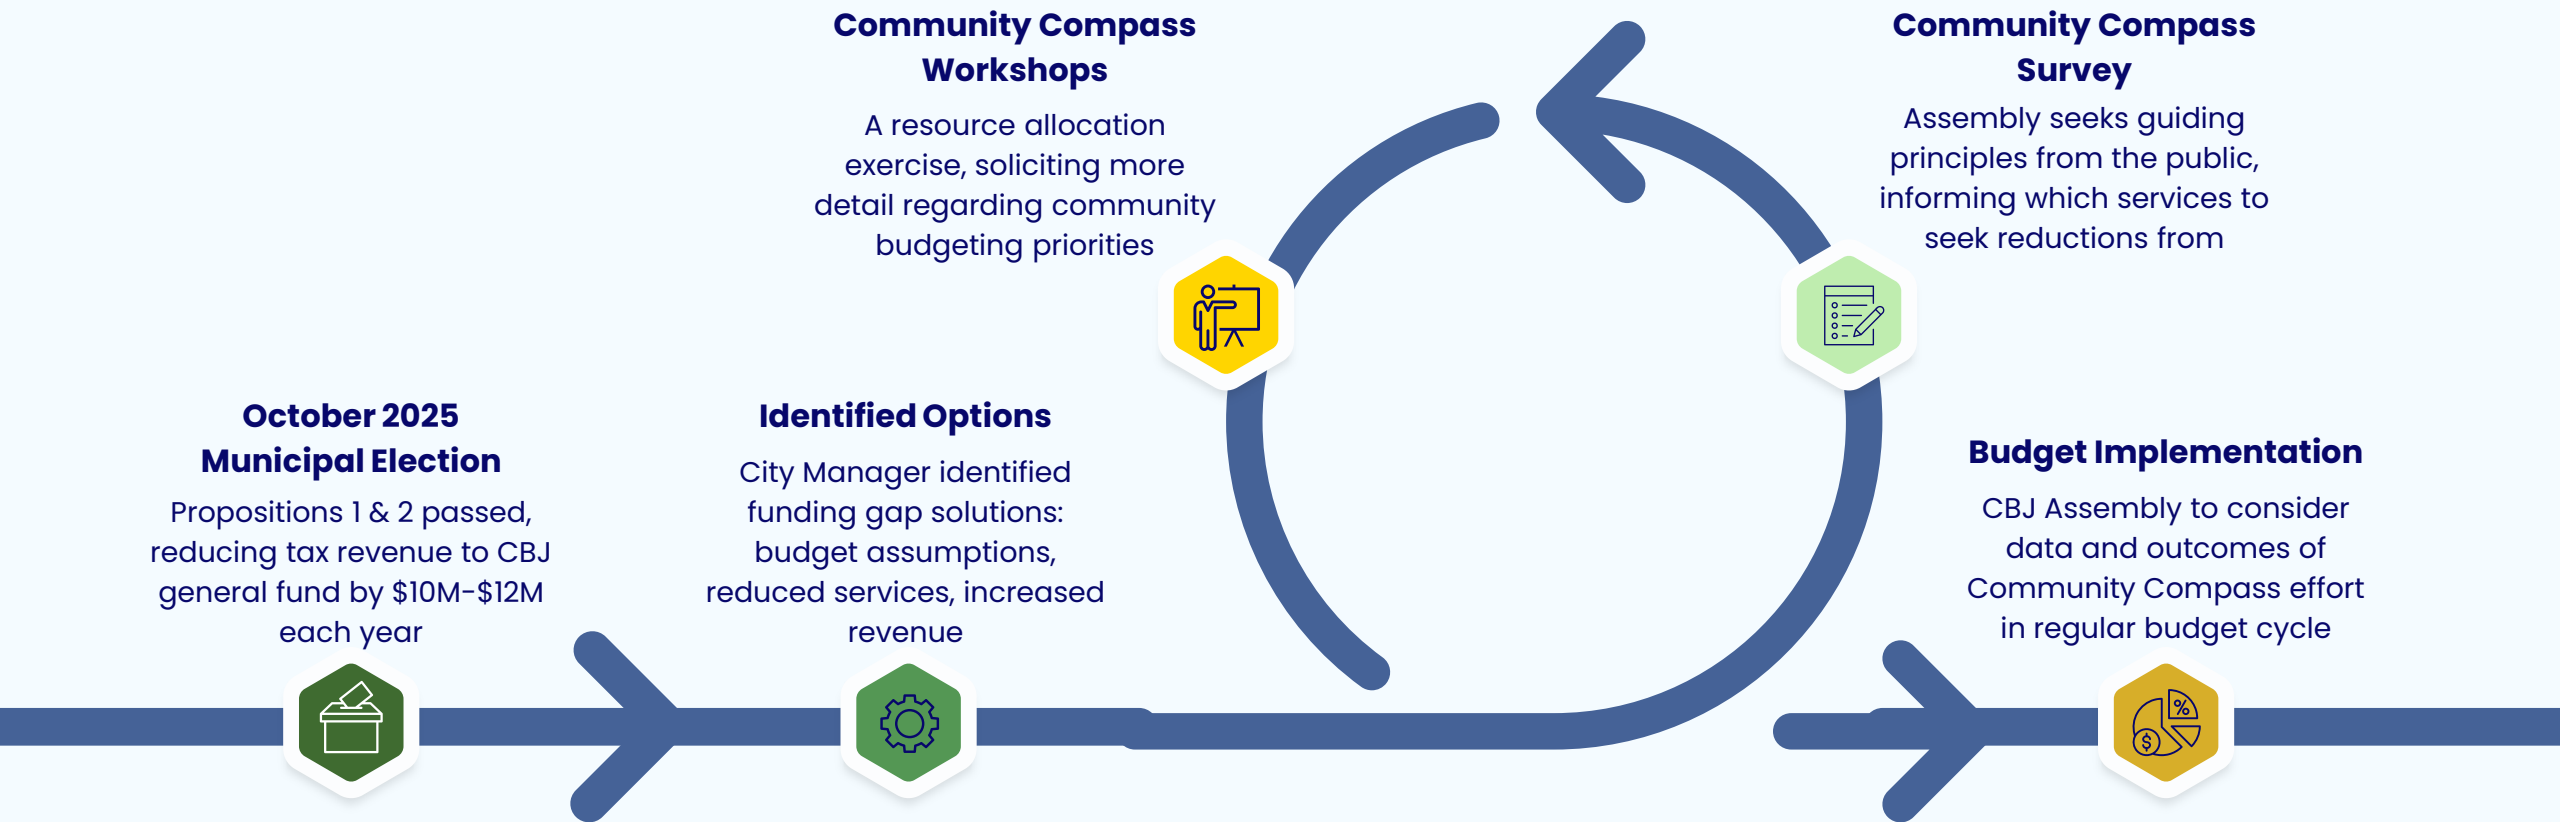 October 2025
Municipal Election
Propositions 1 & 2 passed,
reducing tax revenue to CBJ
general fund by $10M-$12M
each year
Identified Options
City Manager identified
funding gap solutions:
budget assumptions,
reduced services, increased
revenue
Community Compass
Survey
Assembly seeks guiding
principles from the public,
informing which services to
seek reductions from
Community Compass
Workshops
A resource allocation
exercise, soliciting more
detail regarding community
budgeting priorities
Budget Implementation
CBJ Assembly to consider
data and outcomes of
Community Compass effort
in regular budget cycle
%
$